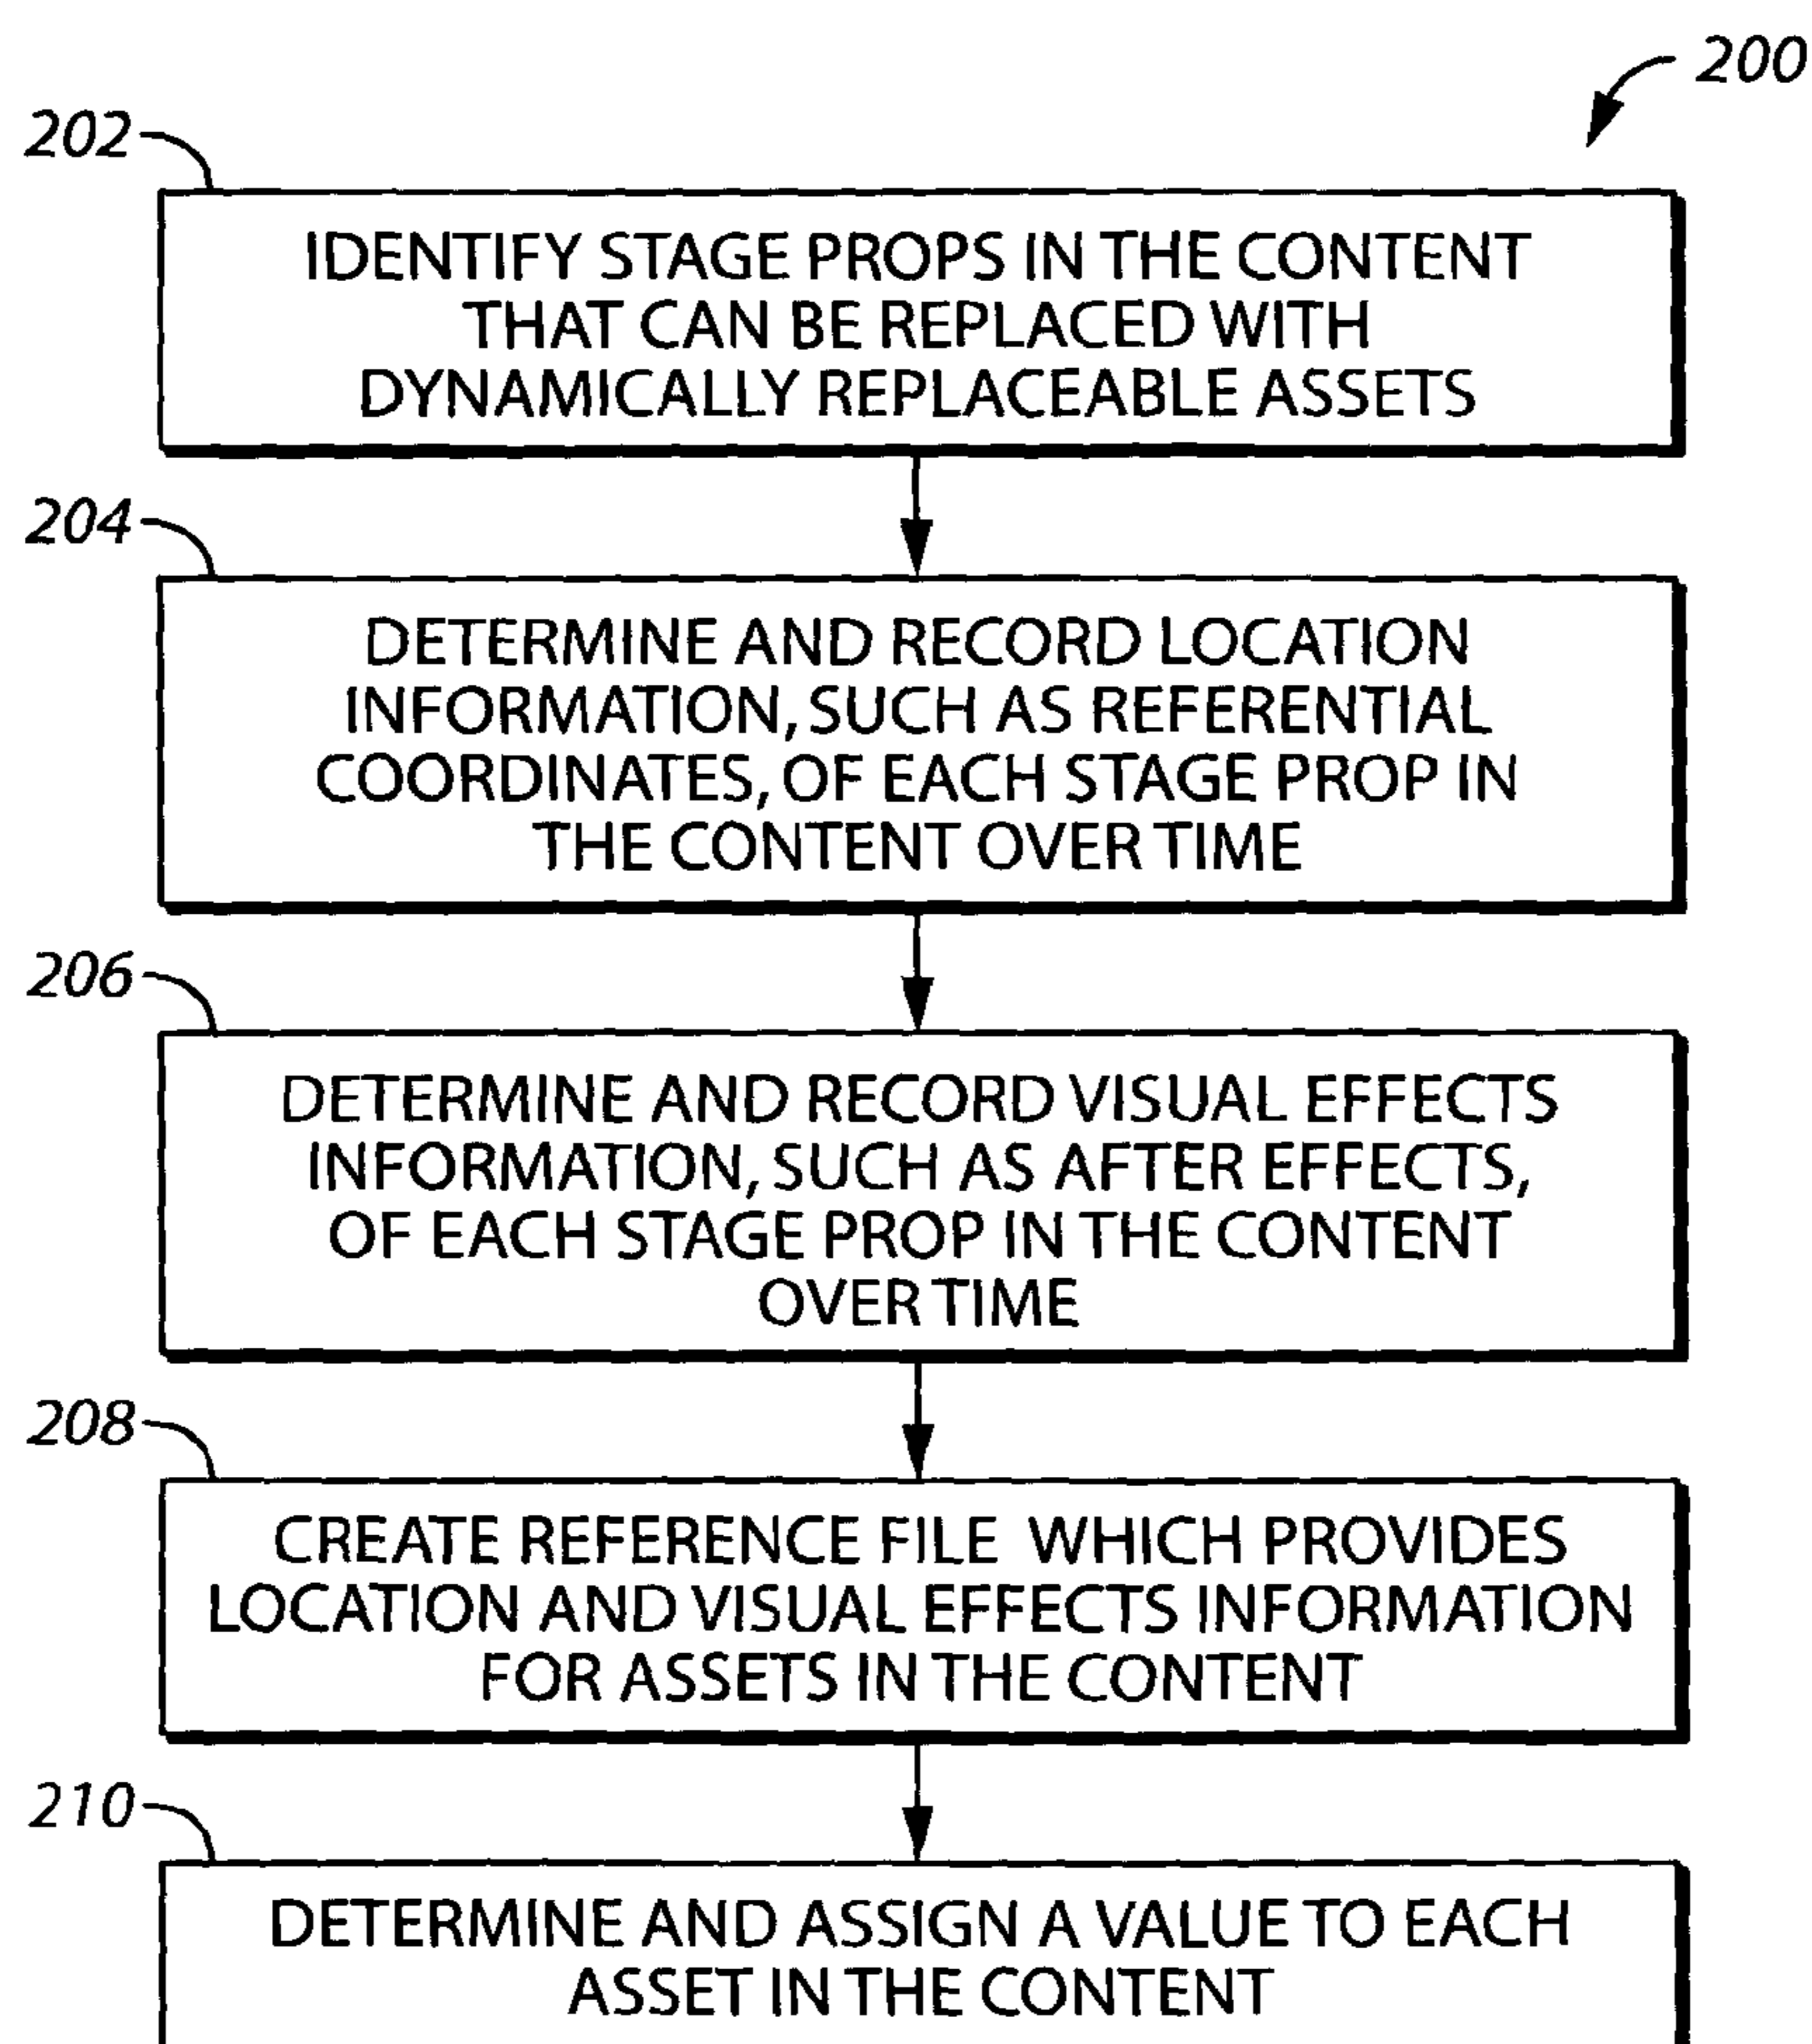 200
202
IDENTIFY STAGE PROPS IN THE CONTENT
THAT CAN BE REPLACED WITH
DYNAMICALLY REPLACEABLE ASSETS
204
DETERMINE AND RECORD LOCATION
INFORMATION, SUCH AS REFERENTIAL
COORDINATES, OF EACH STAGE PROP IN
THE CONTENT OVER TIME
206
DETERMINE AND RECORD VISUAL EFFECTS
INFORMATION, SUCH AS AFTER EFFECTS,
OF EACH STAGE PROP IN THE CONTENT
OVER TIME
208
CREATE REFERENCE FILE WHICH PROVIDES
LOCATION AND VISUAL EFFECTS INFORMATION
FOR ASSETS IN THE CONTENT
210
DETERMINE AND ASSIGN A VALUE TO EACH
ASSET IN THE CONTENT